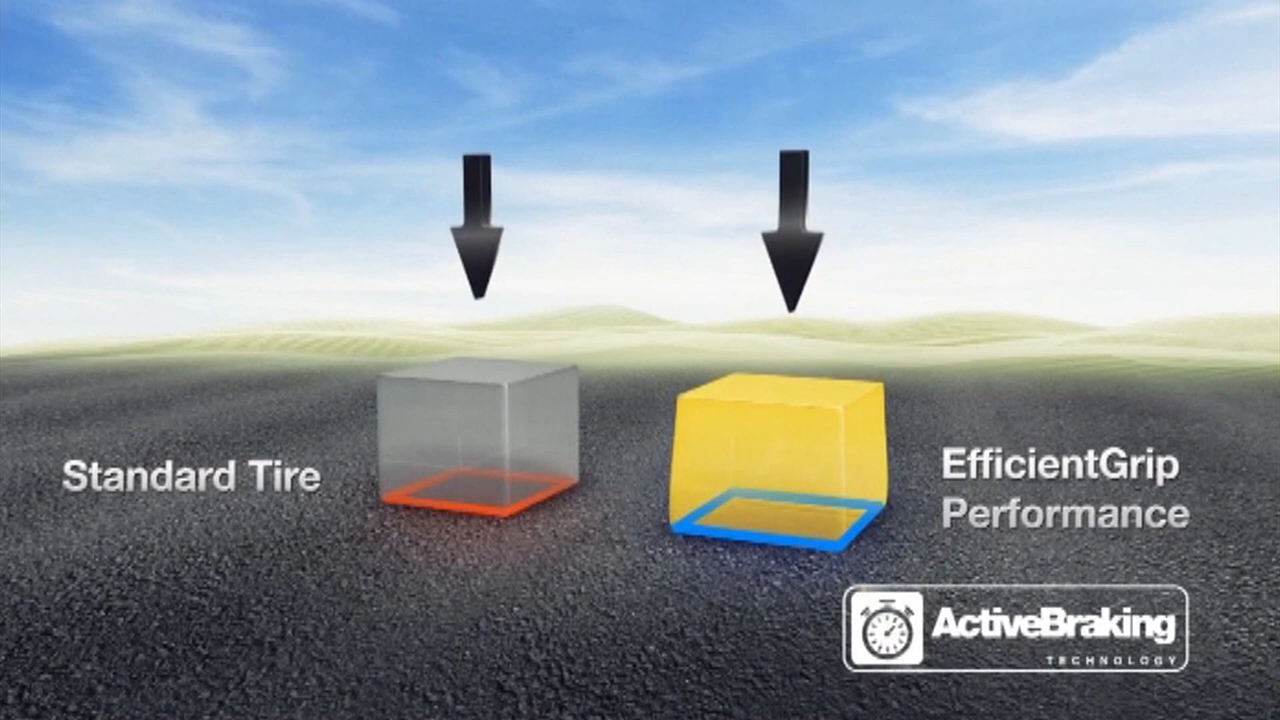 Standard Tire
EfficientGrip
Performance
ActiveBraking
TECHNOLOGY